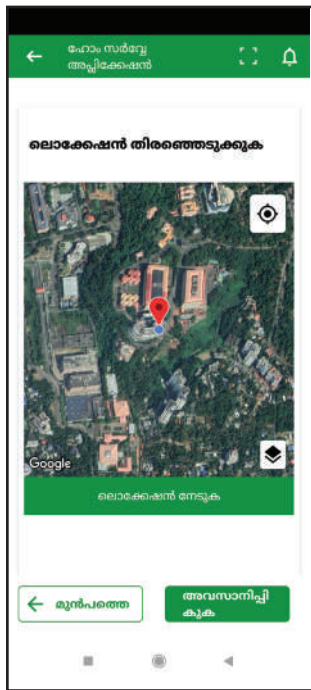 ഹോം സർവ്വേ
അപ്ലിക്കേഷൻ
ലൊക്കേഷൻ തിരഞ്ഞെടുക്കുക
Google
ലൊക്കേഷൻ നേടുക
മുൻപത്തെ
അവസാനിപ്പി
കുക